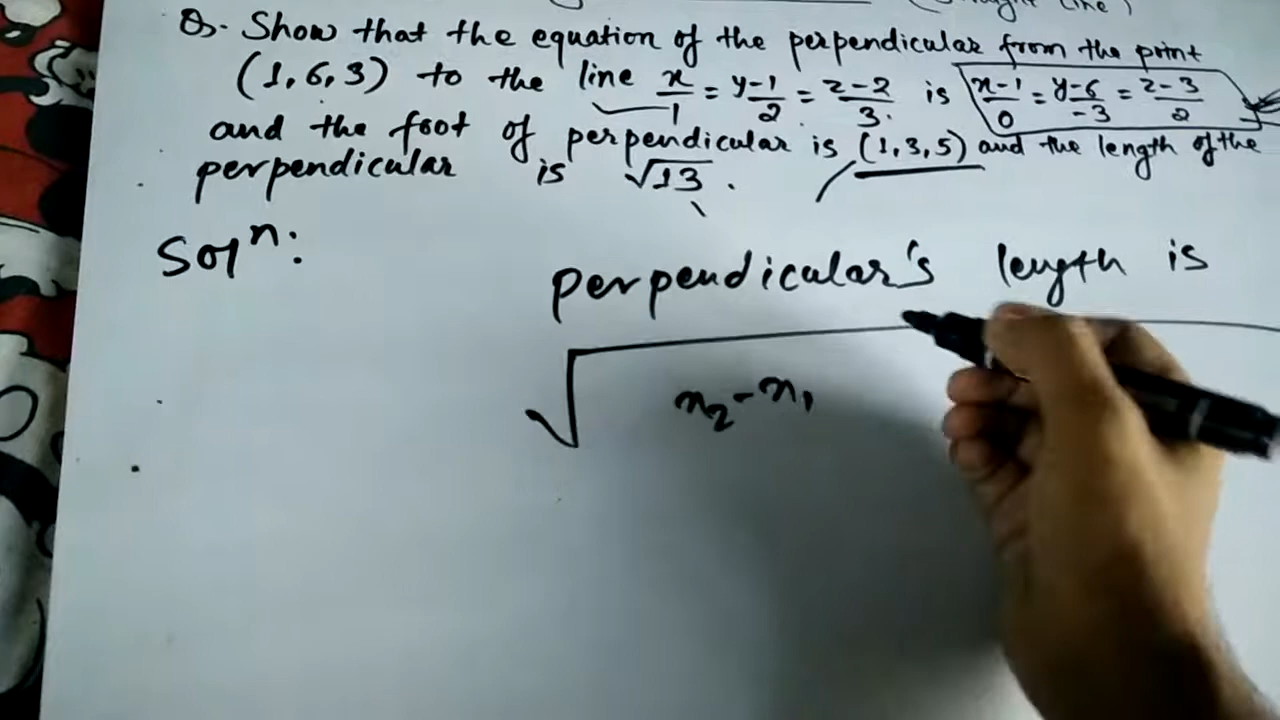 (Straight Line)
Q. Show that the equation of the perpendicular from the point
(1, 6, 3) to the line x/1 = y-1/2 = z-2/3. is x-1/0 = y-6/-3 = z-3/2
and the foot of perpendicular is (1, 3, 5) and the length of the
perpendicular is √13.
Solⁿ:
perpendicular's length is
√ x₂-x₁